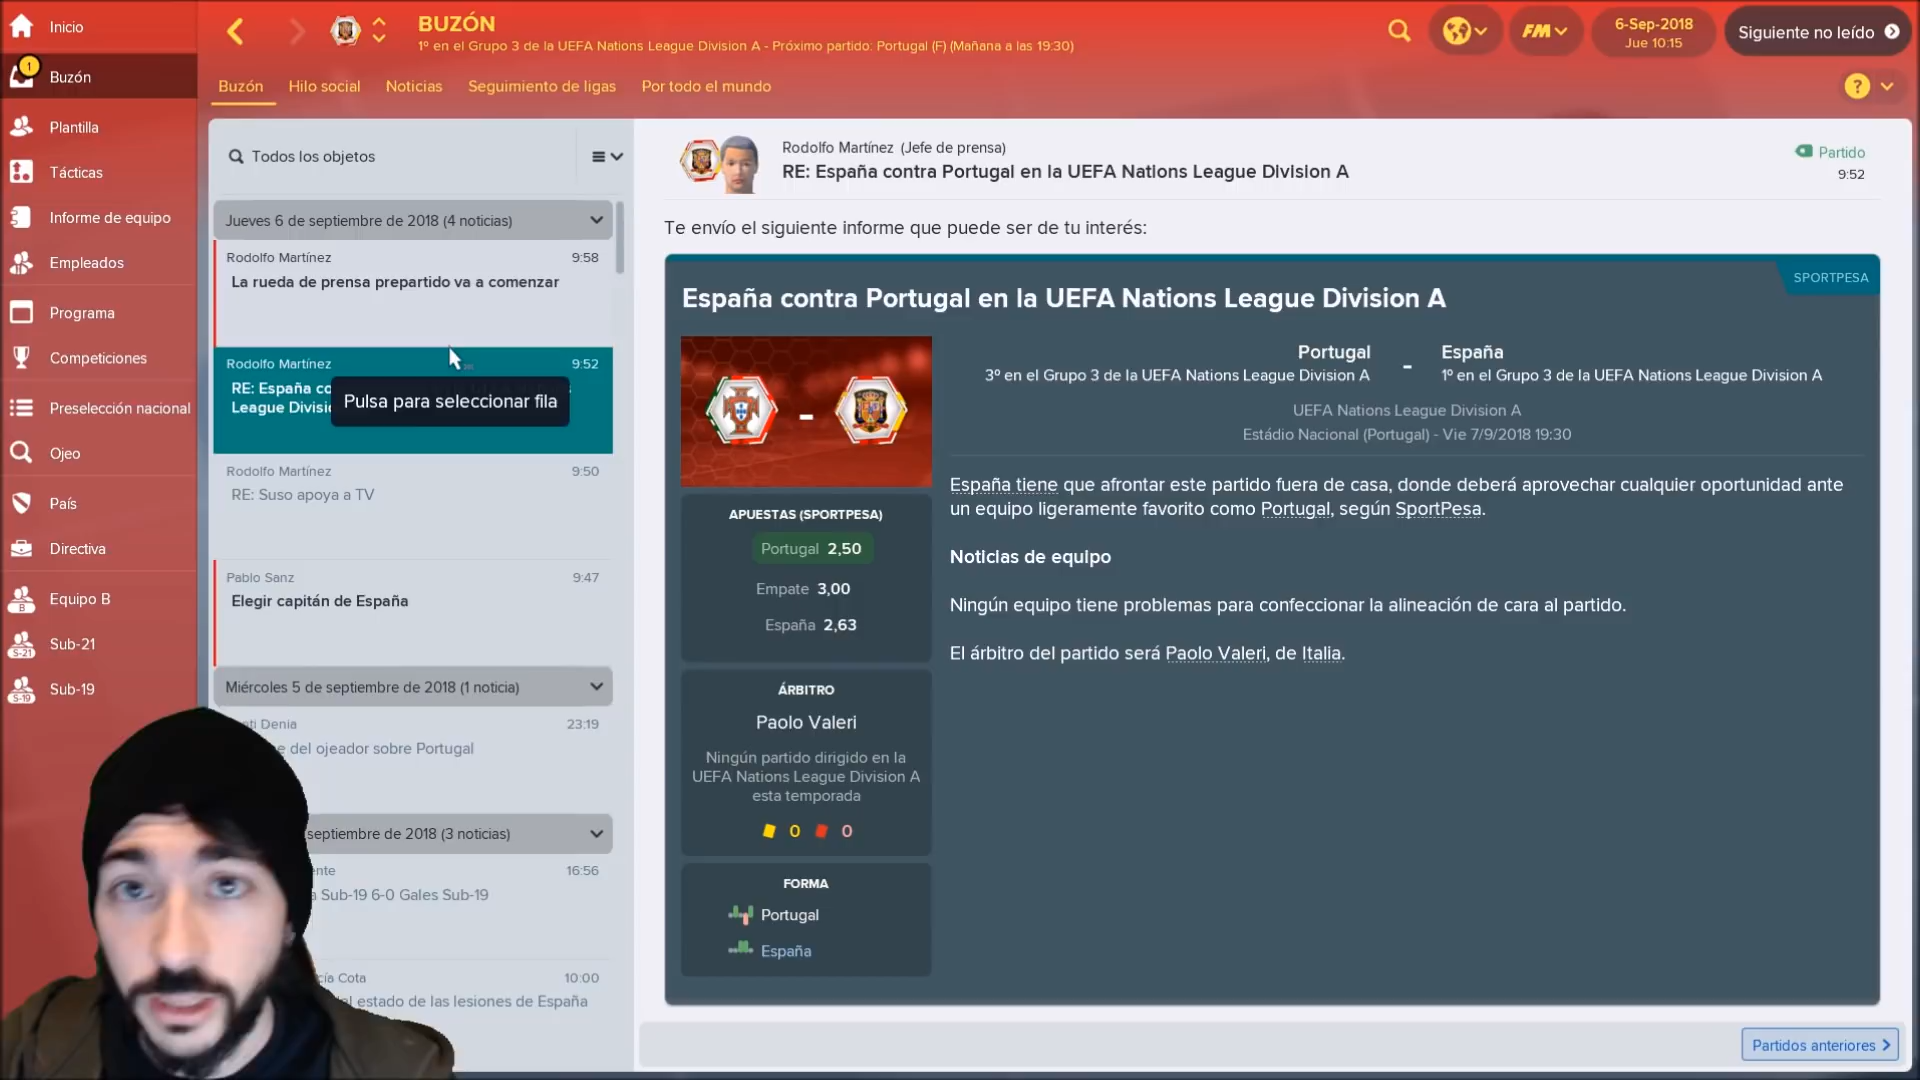 Inicio
1
Buzón
Plantilla
Tácticas
Informe de equipo
Empleados
Programa
Competiciones
Preselección nacional
Ojeo
País
Directiva
B
Equipo B
S-21
Sub-21
S-19
Sub-19
BUZÓN
1º en el Grupo 3 de la UEFA Nations League Division A - Próximo partido: Portugal (F) (Mañana a las 19:30)
FM
6-Sep-2018
Jue 10:15
Siguiente no leído
Buzón
Hilo social
Noticias
Seguimiento de ligas
Por todo el mundo
?
Todos los objetos
Jueves 6 de septiembre de 2018 (4 noticias)
Rodolfo Martínez 9:58
La rueda de prensa prepartido va a comenzar
Rodolfo Martínez 9:52
RE: España
League
Pulsa para seleccionar fila
Rodolfo Martínez 9:50
RE: Suso apoya a TV
Pablo Sanz 9:47
Elegir capitán de España
Miércoles 5 de septiembre de 2018 (1 noticia)
Denia 23:19
del ojeador sobre Portugal
septiembre de 2018 (3 noticias)
16:56
Sub-19 6-0 Gales Sub-19
Cota 10:00
estado de las lesiones de España
Rodolfo Martínez (Jefe de prensa)
RE: España contra Portugal en la UEFA Nations League Division A
Partido
9:52
Te envío el siguiente informe que puede ser de tu interés:
SPORTPESA
España contra Portugal en la UEFA Nations League Division A
Portugal - España
3º en el Grupo 3 de la UEFA Nations League Division A
1º en el Grupo 3 de la UEFA Nations League Division A
UEFA Nations League Division A
Estádio Nacional (Portugal) - Vie 7/9/2018 19:30
España tiene que afrontar este partido fuera de casa, donde deberá aprovechar cualquier oportunidad ante
un equipo ligeramente favorito como Portugal, según SportPesa.
Noticias de equipo
Ningún equipo tiene problemas para confeccionar la alineación de cara al partido.
El árbitro del partido será Paolo Valeri, de Italia.
APUESTAS (SPORTPESA)
Portugal 2,50
Empate 3,00
España 2,63
ÁRBITRO
Paolo Valeri
Ningún partido dirigido en la
UEFA Nations League Division A
esta temporada
0 0
FORMA
Portugal
España
Partidos anteriores